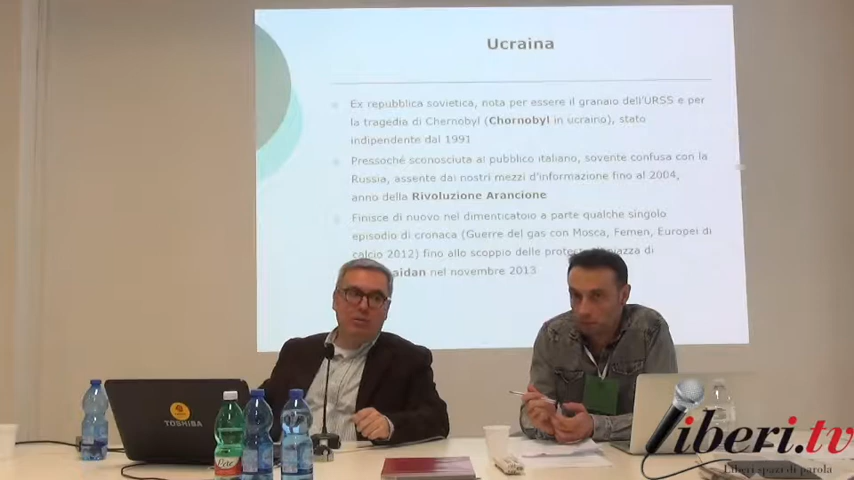 Ucraina
Ex repubblica sovietica, nota per essere il granaio dell'URSS e per
la tragedia di Chernobyl (Chornobyl in ucraino), stato
indipendente dal 1991
Pressoché sconosciuta al pubblico italiano, sovente confusa con la
Russia, assente dai nostri mezzi d'informazione fino al 2004,
anno della Rivoluzione Arancione
Finisce di nuovo nel dimenticatoio a parte qualche singolo
episodio di cronaca (Guerre del gas con Mosca, Femen, Europei di
calcio 2012) fino allo scoppio delle di
nel novembre 2013
TOSHIBA
liberi.tv
Liberi spazi di parola